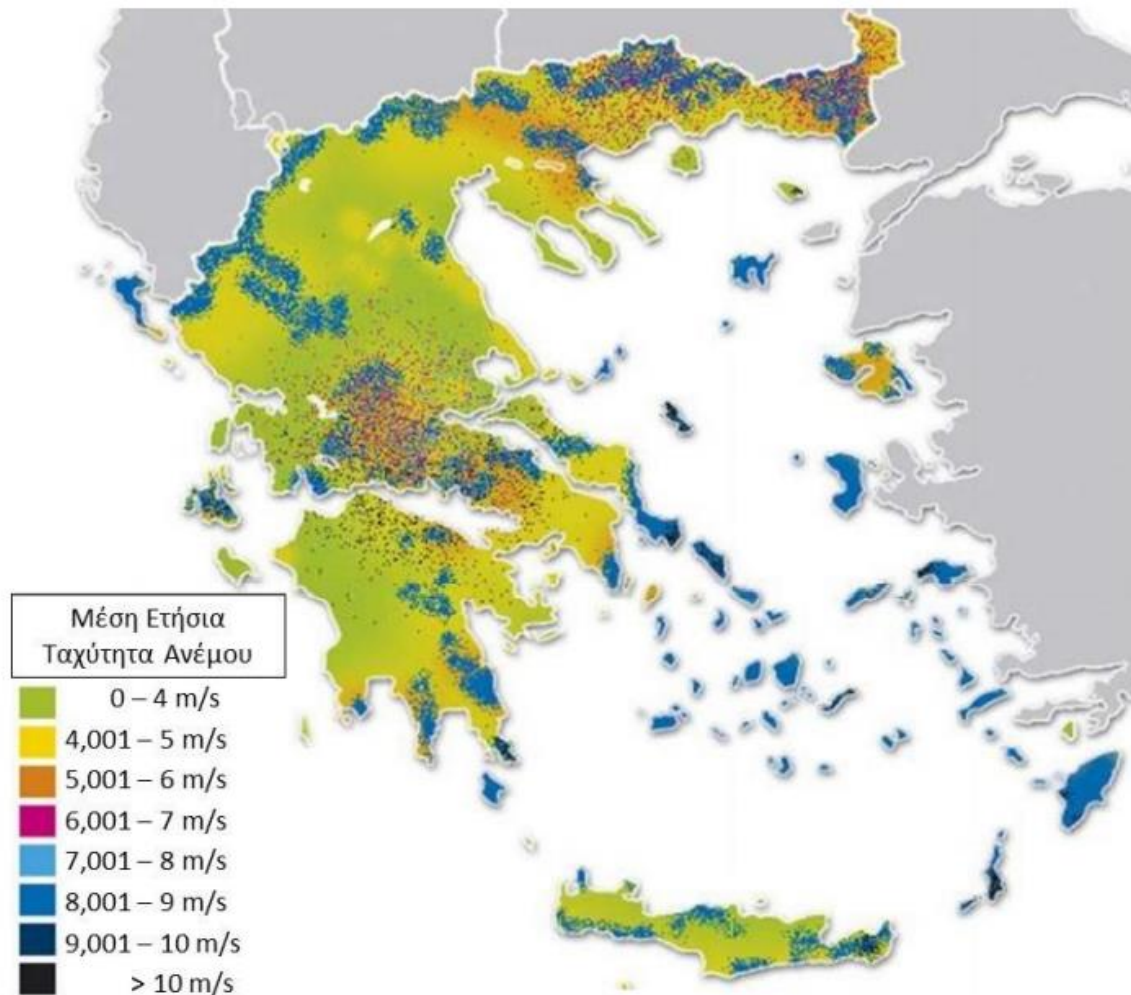 Μέση Ετήσια
Ταχύτητα Ανέμου
0 – 4 m/s
4,001 – 5 m/s
5,001 – 6 m/s
6,001 – 7 m/s
7,001 – 8 m/s
8,001 – 9 m/s
9,001 – 10 m/s
> 10 m/s